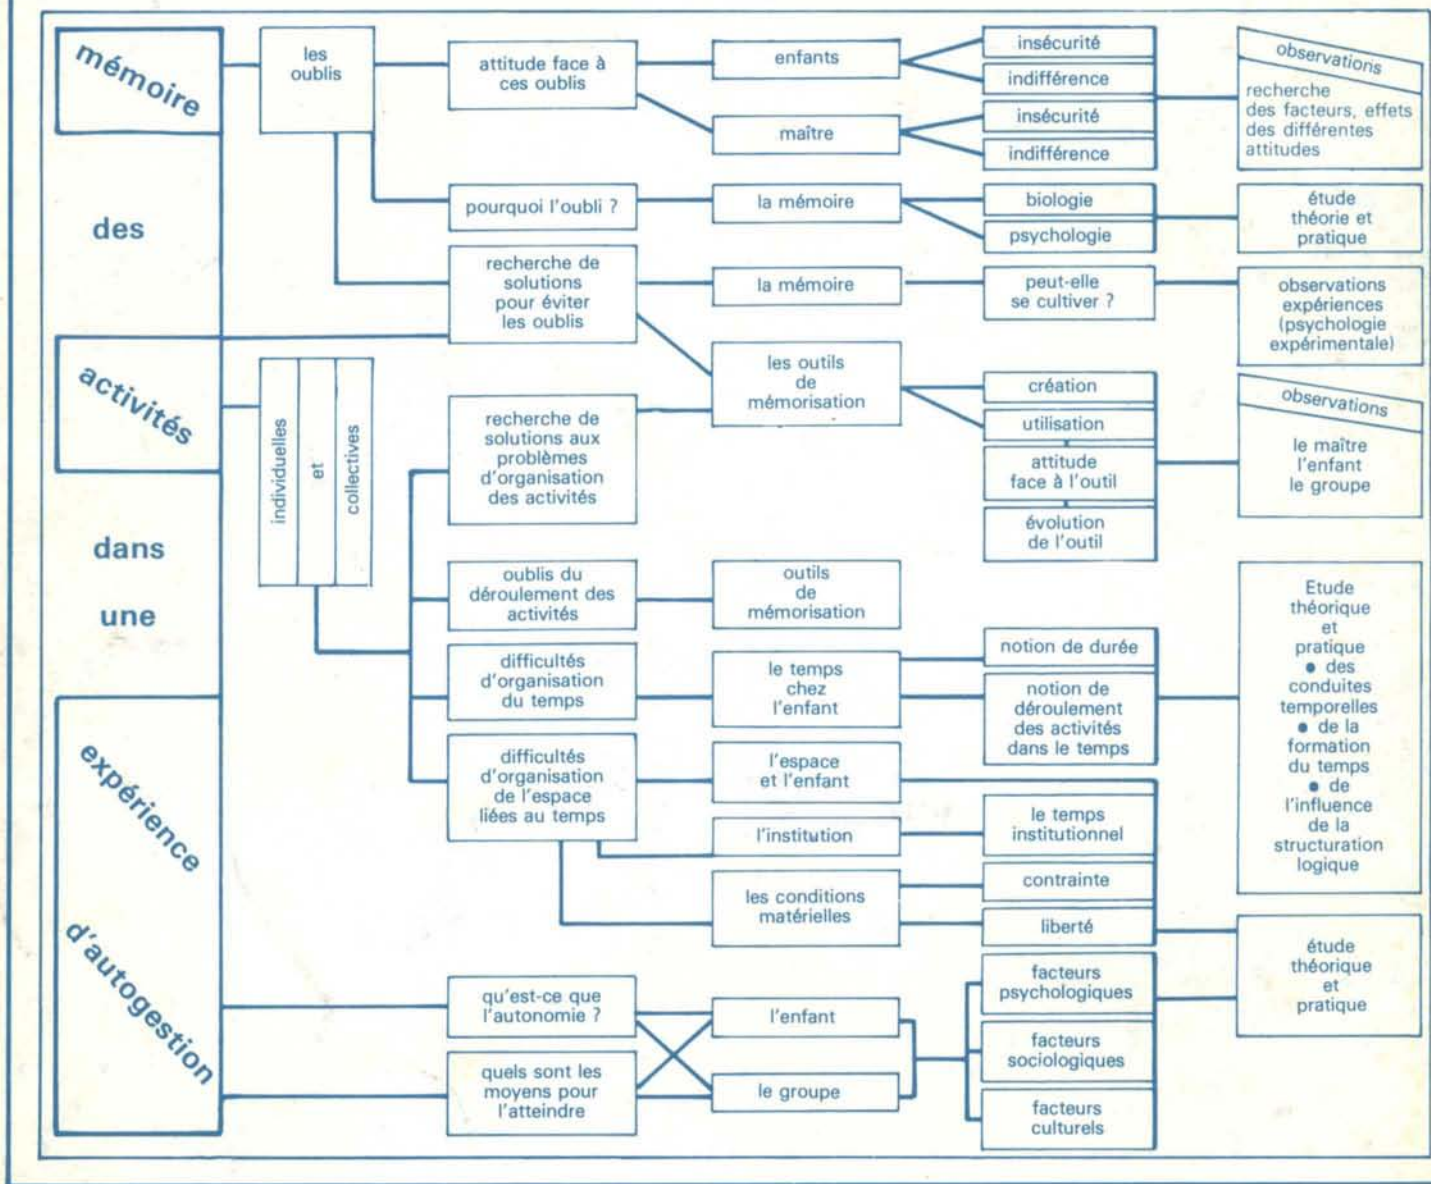 mémoire
des
activités
dans
une
expérience
d'autogestion
les
oublis
individuelles
et
collectives
attitude face à
ces oublis
pourquoi l'oubli ?
recherche de
solutions
pour éviter
les oublis
recherche de
solutions aux
problèmes
d'organisation
des activités
oublis du
déroulement des
activités
difficultés
d'organisation
du temps
difficultés
d'organisation
de l'espace
liées au temps
qu'est-ce que
l'autonomie ?
quels sont les
moyens pour
l'atteindre
enfants
maître
la mémoire
la mémoire
les outils
de
mémorisation
outils
de
mémorisation
le temps
chez
l'enfant
l'espace
et l'enfant
l'institution
les conditions
matérielles
l'enfant
le groupe
insécurité
indifférence
insécurité
indifférence
biologie
psychologie
peut-elle
se cultiver ?
création
utilisation
attitude
face à l'outil
évolution
de l'outil
notion de durée
notion de
déroulement
des activités
dans le temps
le temps
institutionnel
contrainte
liberté
facteurs
psychologiques
facteurs
sociologiques
facteurs
culturels
observations
recherche
des facteurs, effets
des différentes
attitudes
étude
théorie et
pratique
observations
expériences
(psychologie
expérimentale)
observations
le maître
l'enfant
le groupe
Etude
théorique
et
pratique
● des
conduites
temporelles
● de la
formation
du temps
● de
l'influence
de la
structuration
logique
étude
théorique
et
pratique